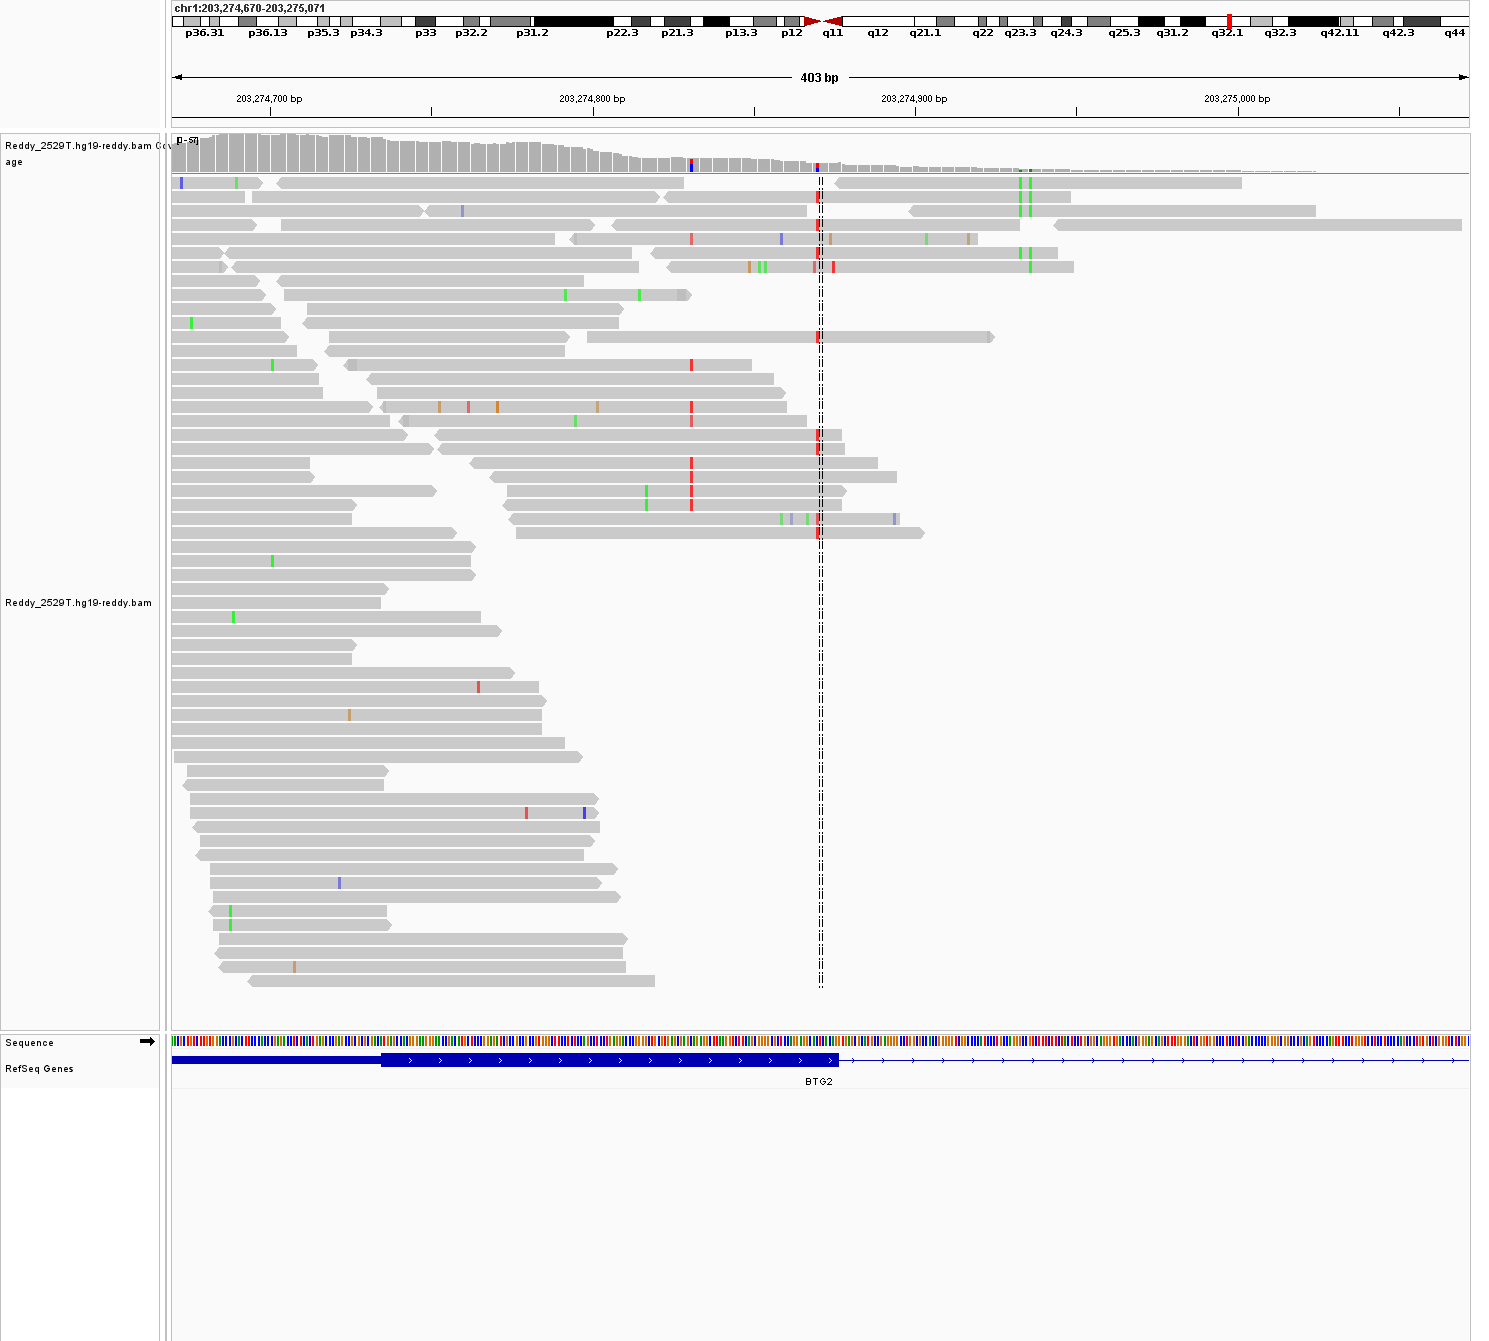 chr1:203,274,670-203,275,071
p36.31 p36.13 p35.3 p34.3 p33 p32.2 p31.2 p22.3 p21.3 p13.3 p12 q11 q12 q21.1 q22 q23.3 q24.3 q25.3 q31.2 q32.1 q32.3 q42.11 q42.3 q44
403 bp
203,274,700 bp 203,274,800 bp 203,274,900 bp 203,275,000 bp
Reddy_2529T.hg19-reddy.bam Cov
age
[0 - 57]
Reddy_2529T.hg19-reddy.bam
Sequence
RefSeq Genes
BTG2